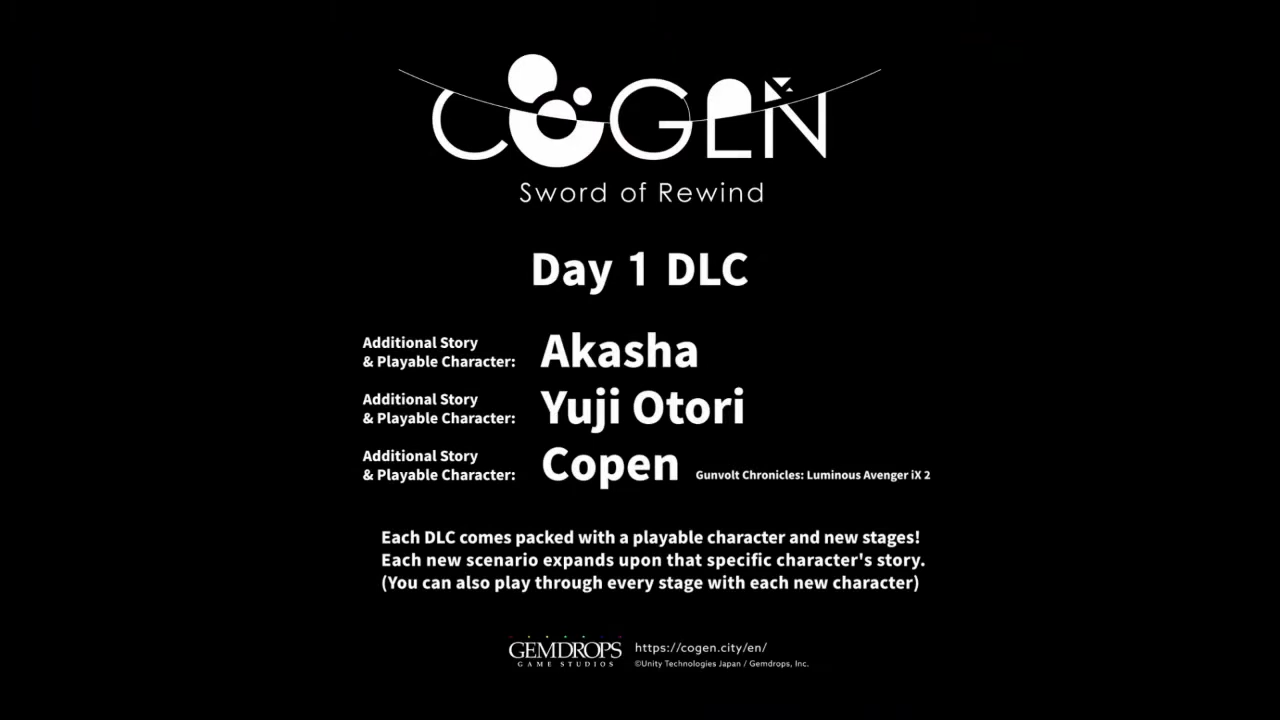 COGEN
Sword of Rewind
Day 1 DLC
Additional Story
& Playable Character:
Akasha
Additional Story
& Playable Character:
Yuji Otori
Additional Story
& Playable Character:
Copen
Gunvolt Chronicles: Luminous Avenger iX 2
Each DLC comes packed with a playable character and new stages!
Each new scenario expands upon that specific character's story.
(You can also play through every stage with each new character)
GEMDROPS
GAME STUDIOS
https://cogen.city/en/
©Unity Technologies Japan / Gemdrops, Inc.